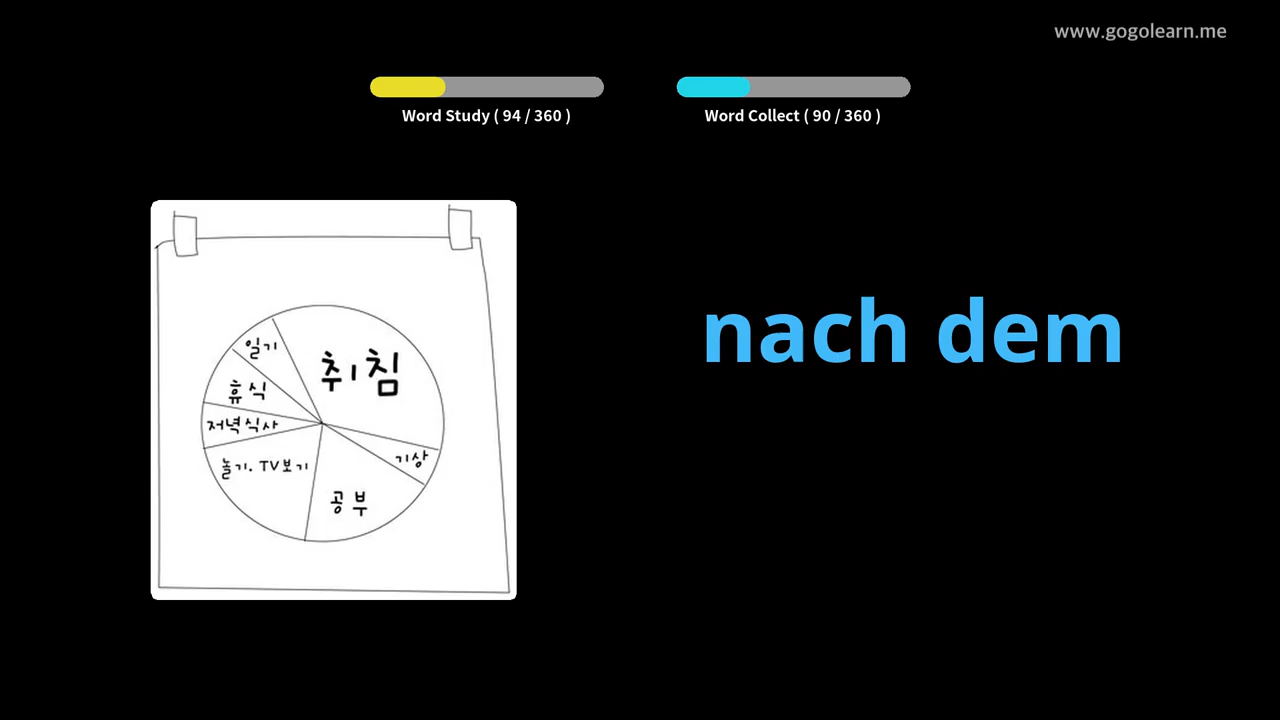 www.gogolearn.me
Word Study ( 94 / 360 )
Word Collect ( 90 / 360 )
일기
취침
휴식
저녁식사
기상
놀기. TV보기
공부
nach dem